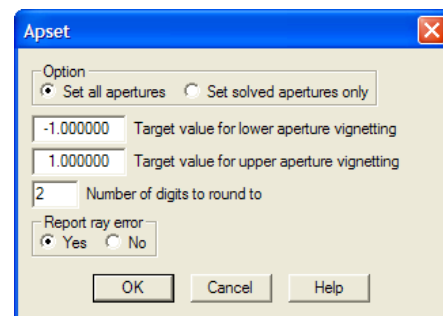 Apset
Option
Set all apertures Set solved apertures only
-1.000000 Target value for lower aperture vignetting
1.000000 Target value for upper aperture vignetting
2 Number of digits to round to
Report ray error
Yes No
OK Cancel Help